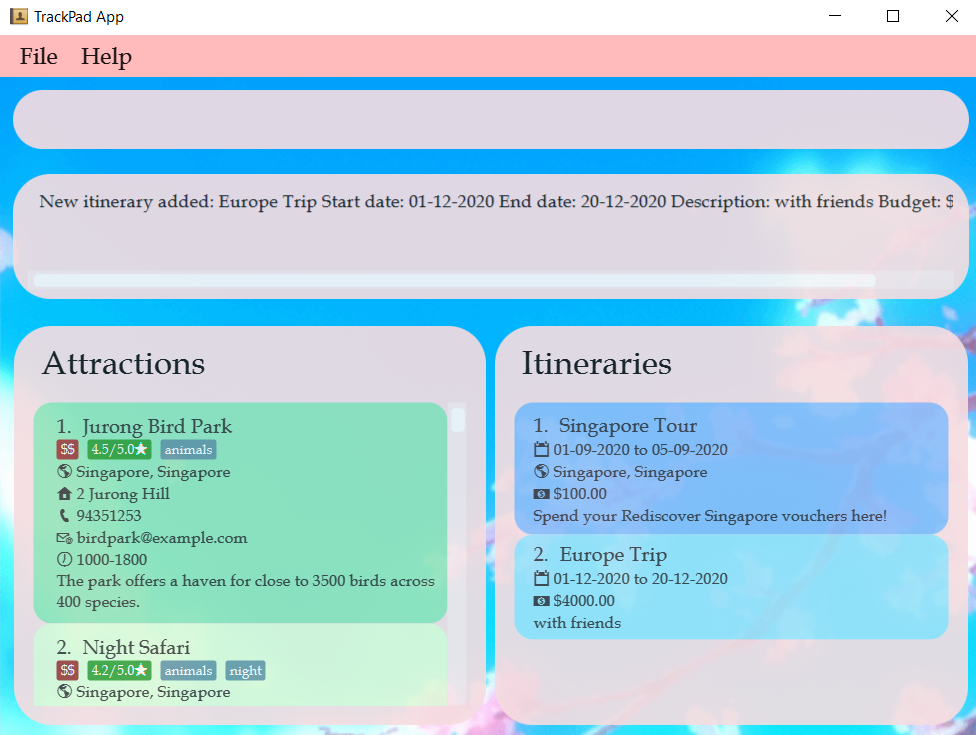 TrackPad App
File Help
New itinerary added: Europe Trip Start date: 01-12-2020 End date: 20-12-2020 Description: with friends Budget: $
Attractions
1. Jurong Bird Park
$$ 4.5/5.0★ animals
Singapore, Singapore
2 Jurong Hill
94351253
birdpark@example.com
1000-1800
The park offers a haven for close to 3500 birds across
400 species.
2. Night Safari
$$ 4.2/5.0★ animals night
Singapore, Singapore
Itineraries
1. Singapore Tour
01-09-2020 to 05-09-2020
Singapore, Singapore
$100.00
Spend your Rediscover Singapore vouchers here!
2. Europe Trip
01-12-2020 to 20-12-2020
$4000.00
with friends